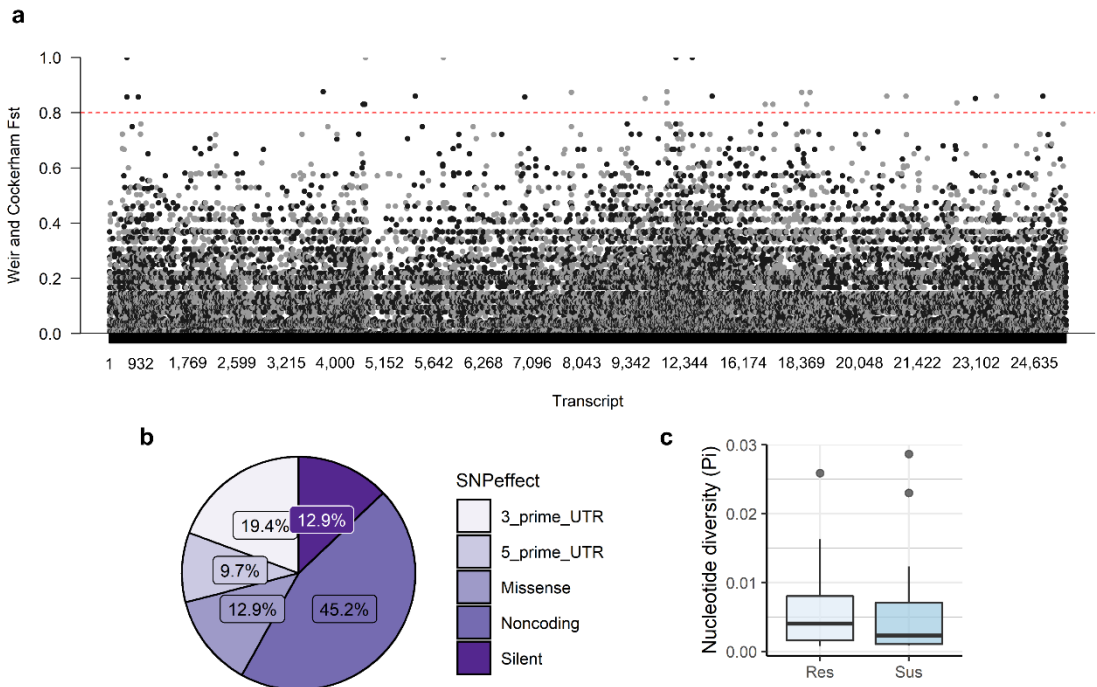 a
Weir and Cockerham Fst
1.0
0.8
0.6
0.4
0.2
0.0
1 932 1,769 2,599 3,215 4,000 5,152 5,642 6,268 7,096 8,043 9,342 12,344 16,174 18,369 20,048 21,422 23,102 24,635
Transcript
b
19.4%
12.9%
9.7%
12.9%
45.2%
SNPeffect
3_prime_UTR
5_prime_UTR
Missense
Noncoding
Silent
c
Nucleotide diversity (Pi)
0.03
0.02
0.01
0.00
Res Sus